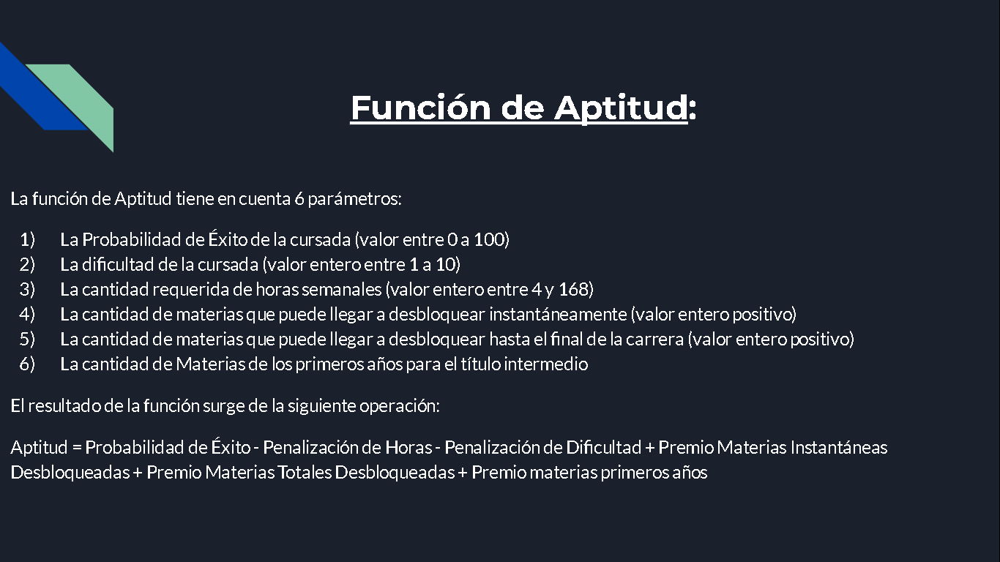 Función de Aptitud:
La función de Aptitud tiene en cuenta 6 parámetros:
1) La Probabilidad de Éxito de la cursada (valor entre 0 a 100)
2) La dificultad de la cursada (valor entero entre 1 a 10)
3) La cantidad requerida de horas semanales (valor entero entre 4 y 168)
4) La cantidad de materias que puede llegar a desbloquear instantáneamente (valor entero positivo)
5) La cantidad de materias que puede llegar a desbloquear hasta el final de la carrera (valor entero positivo)
6) La cantidad de Materias de los primeros años para el título intermedio
El resultado de la función surge de la siguiente operación:
Aptitud = Probabilidad de Éxito - Penalización de Horas - Penalización de Dificultad + Premio Materias Instantáneas
Desbloqueadas + Premio Materias Totales Desbloqueadas + Premio materias primeros años